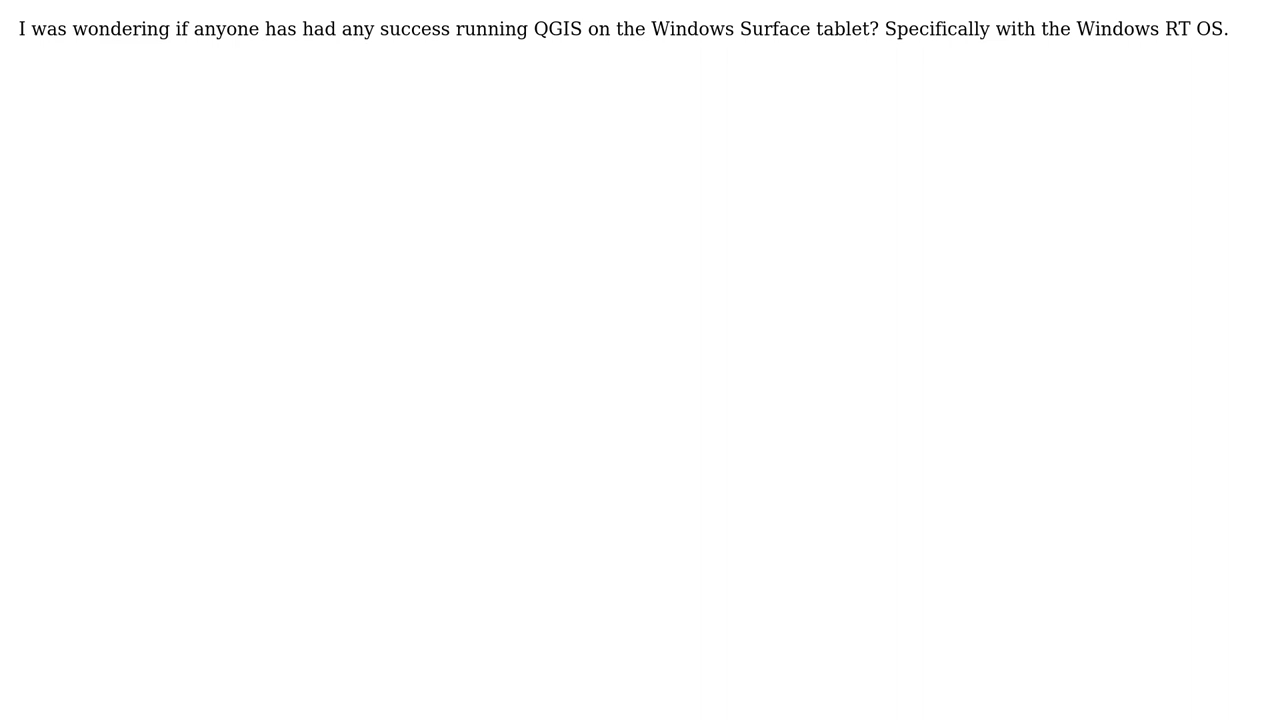 I was wondering if anyone has had any success running QGIS on the Windows Surface tablet? Specifically with the Windows RT OS.